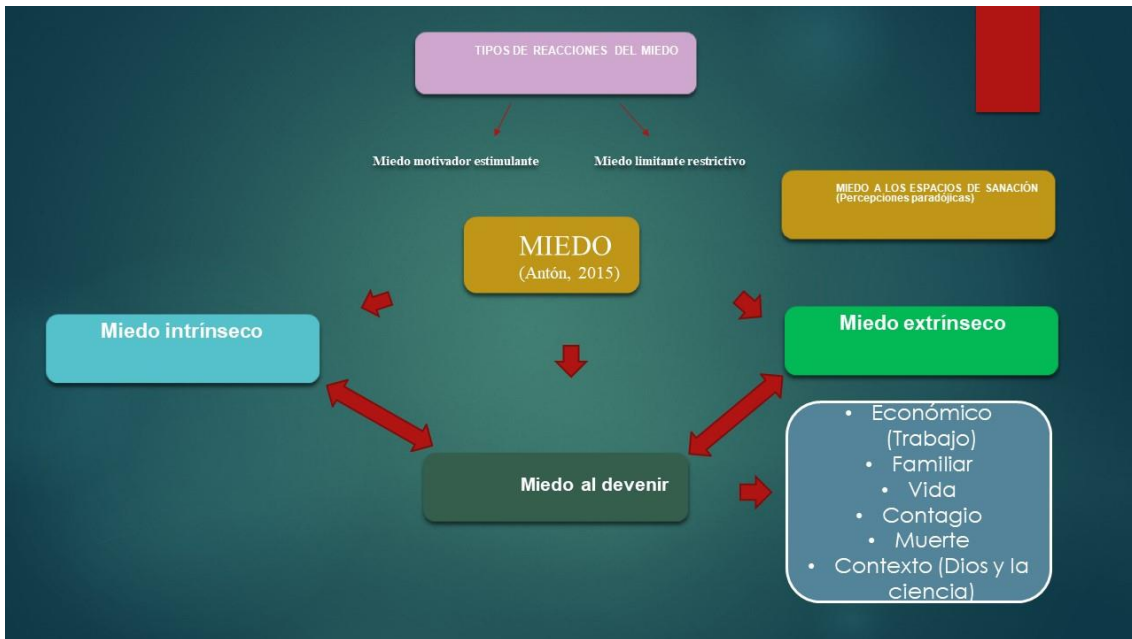 TIPOS DE REACCIONES DEL MIEDO
Miedo motivador estimulante
Miedo limitante restrictivo
MIEDO A LOS ESPACIOS DE SANACIÓN
(Percepciones paradójicas)
MIEDO
(Antón, 2015)
Miedo intrínseco
Miedo extrínseco
Miedo al devenir
• Económico
(Trabajo)
• Familiar
• Vida
• Contagio
• Muerte
• Contexto (Dios y la
ciencia)